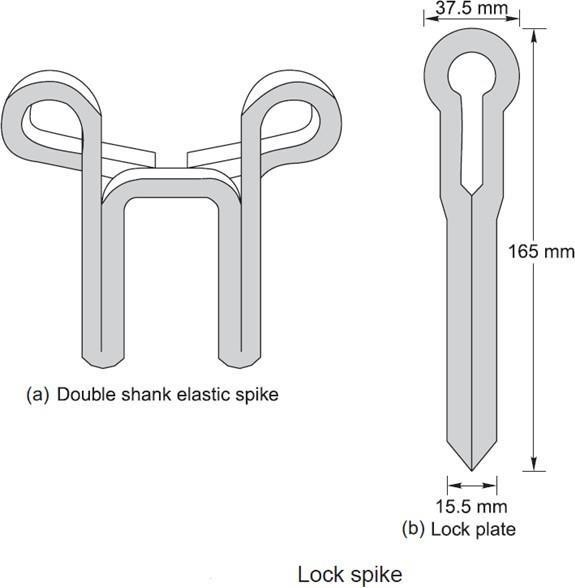 37.5 mm
165 mm
(a) Double shank elastic spike
15.5 mm
(b) Lock plate
Lock spike